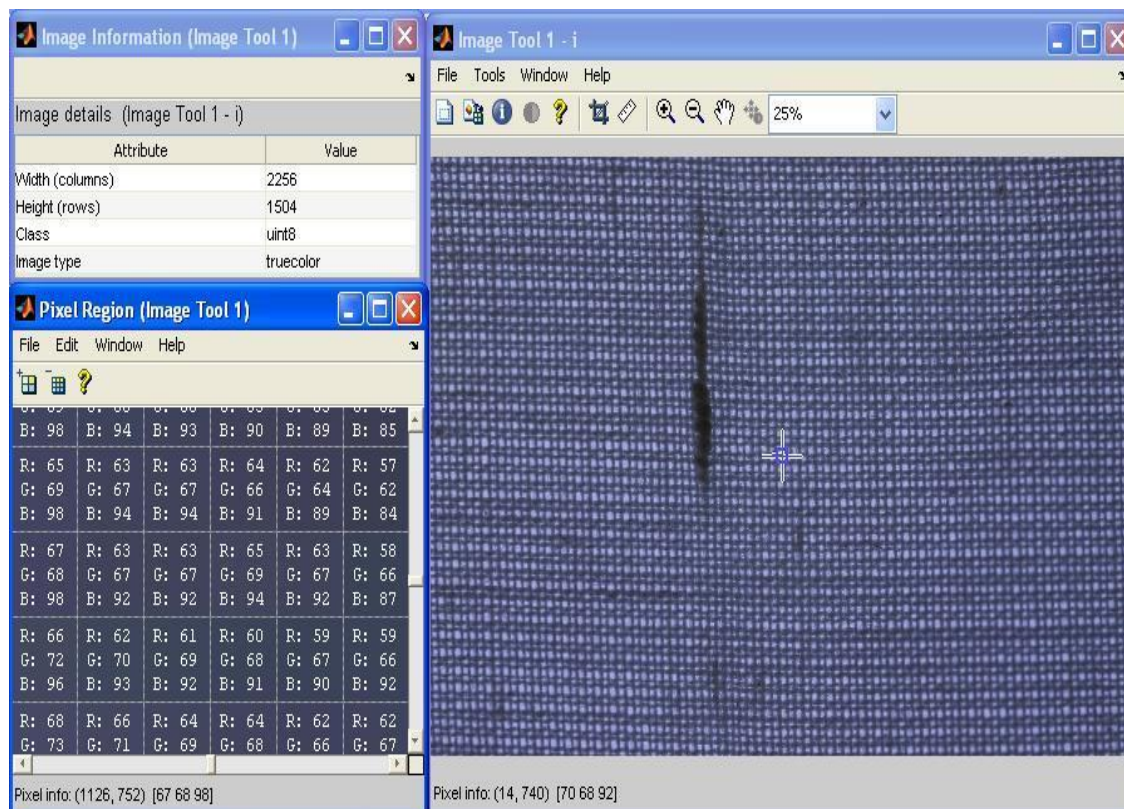 Image Information (Image Tool 1)
Image details (Image Tool 1 - i)
Attribute Value
Width (columns) 2256
Height (rows) 1504
Class uint8
Image type truecolor
Pixel Region (Image Tool 1)
File Edit Window Help
B: 98 B: 94 B: 93 B: 90 B: 89 B: 85
R: 65 R: 63 R: 63 R: 64 R: 62 R: 57
G: 69 G: 67 G: 67 G: 66 G: 64 G: 62
B: 98 B: 94 B: 94 B: 91 B: 89 B: 84
R: 67 R: 63 R: 63 R: 65 R: 63 R: 58
G: 68 G: 67 G: 67 G: 69 G: 67 G: 66
B: 98 B: 92 B: 92 B: 94 B: 92 B: 87
R: 66 R: 62 R: 61 R: 60 R: 59 R: 59
G: 72 G: 70 G: 69 G: 68 G: 67 G: 66
B: 96 B: 93 B: 92 B: 91 B: 90 B: 92
R: 68 R: 66 R: 64 R: 64 R: 62 R: 62
G: 73 G: 71 G: 69 G: 68 G: 66 G: 67
Pixel info: (1126, 752) [67 68 98]
Image Tool 1 - i
File Tools Window Help
25%
Pixel info: (14, 740) [70 68 92]